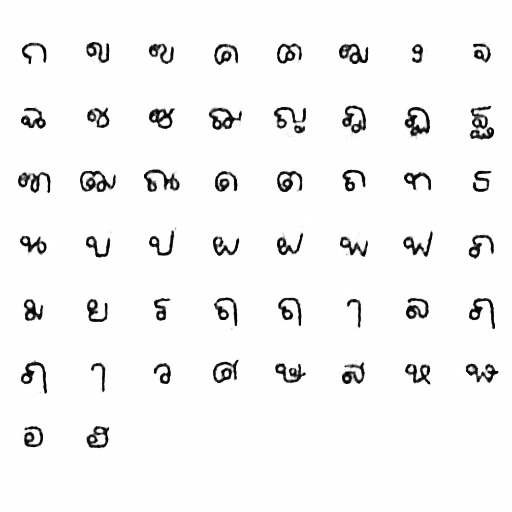 ก ข ฃ ค ฅ ฆ ง จ
ฉ ช ซ ฌ ญ ฎ ฏ ฐ
ฑ ฒ ณ ด ต ถ ท ธ
น บ ป ผ ฝ พ ฟ ภ
ม ย ร ฤ ฤ ๅ ล ฦ
ฦ ๅ ว ศ ษ ส ห ฬ
อ ฮ